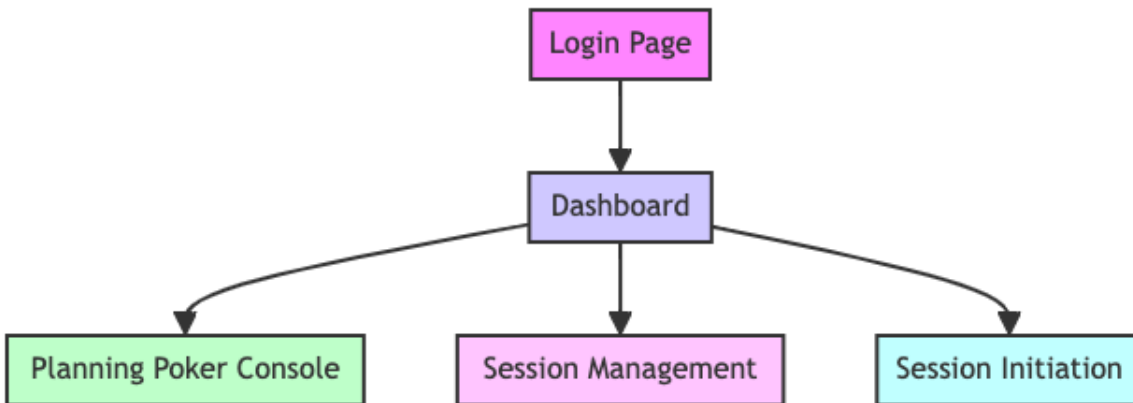 Login Page
Dashboard
Planning Poker Console
Session Management
Session Initiation